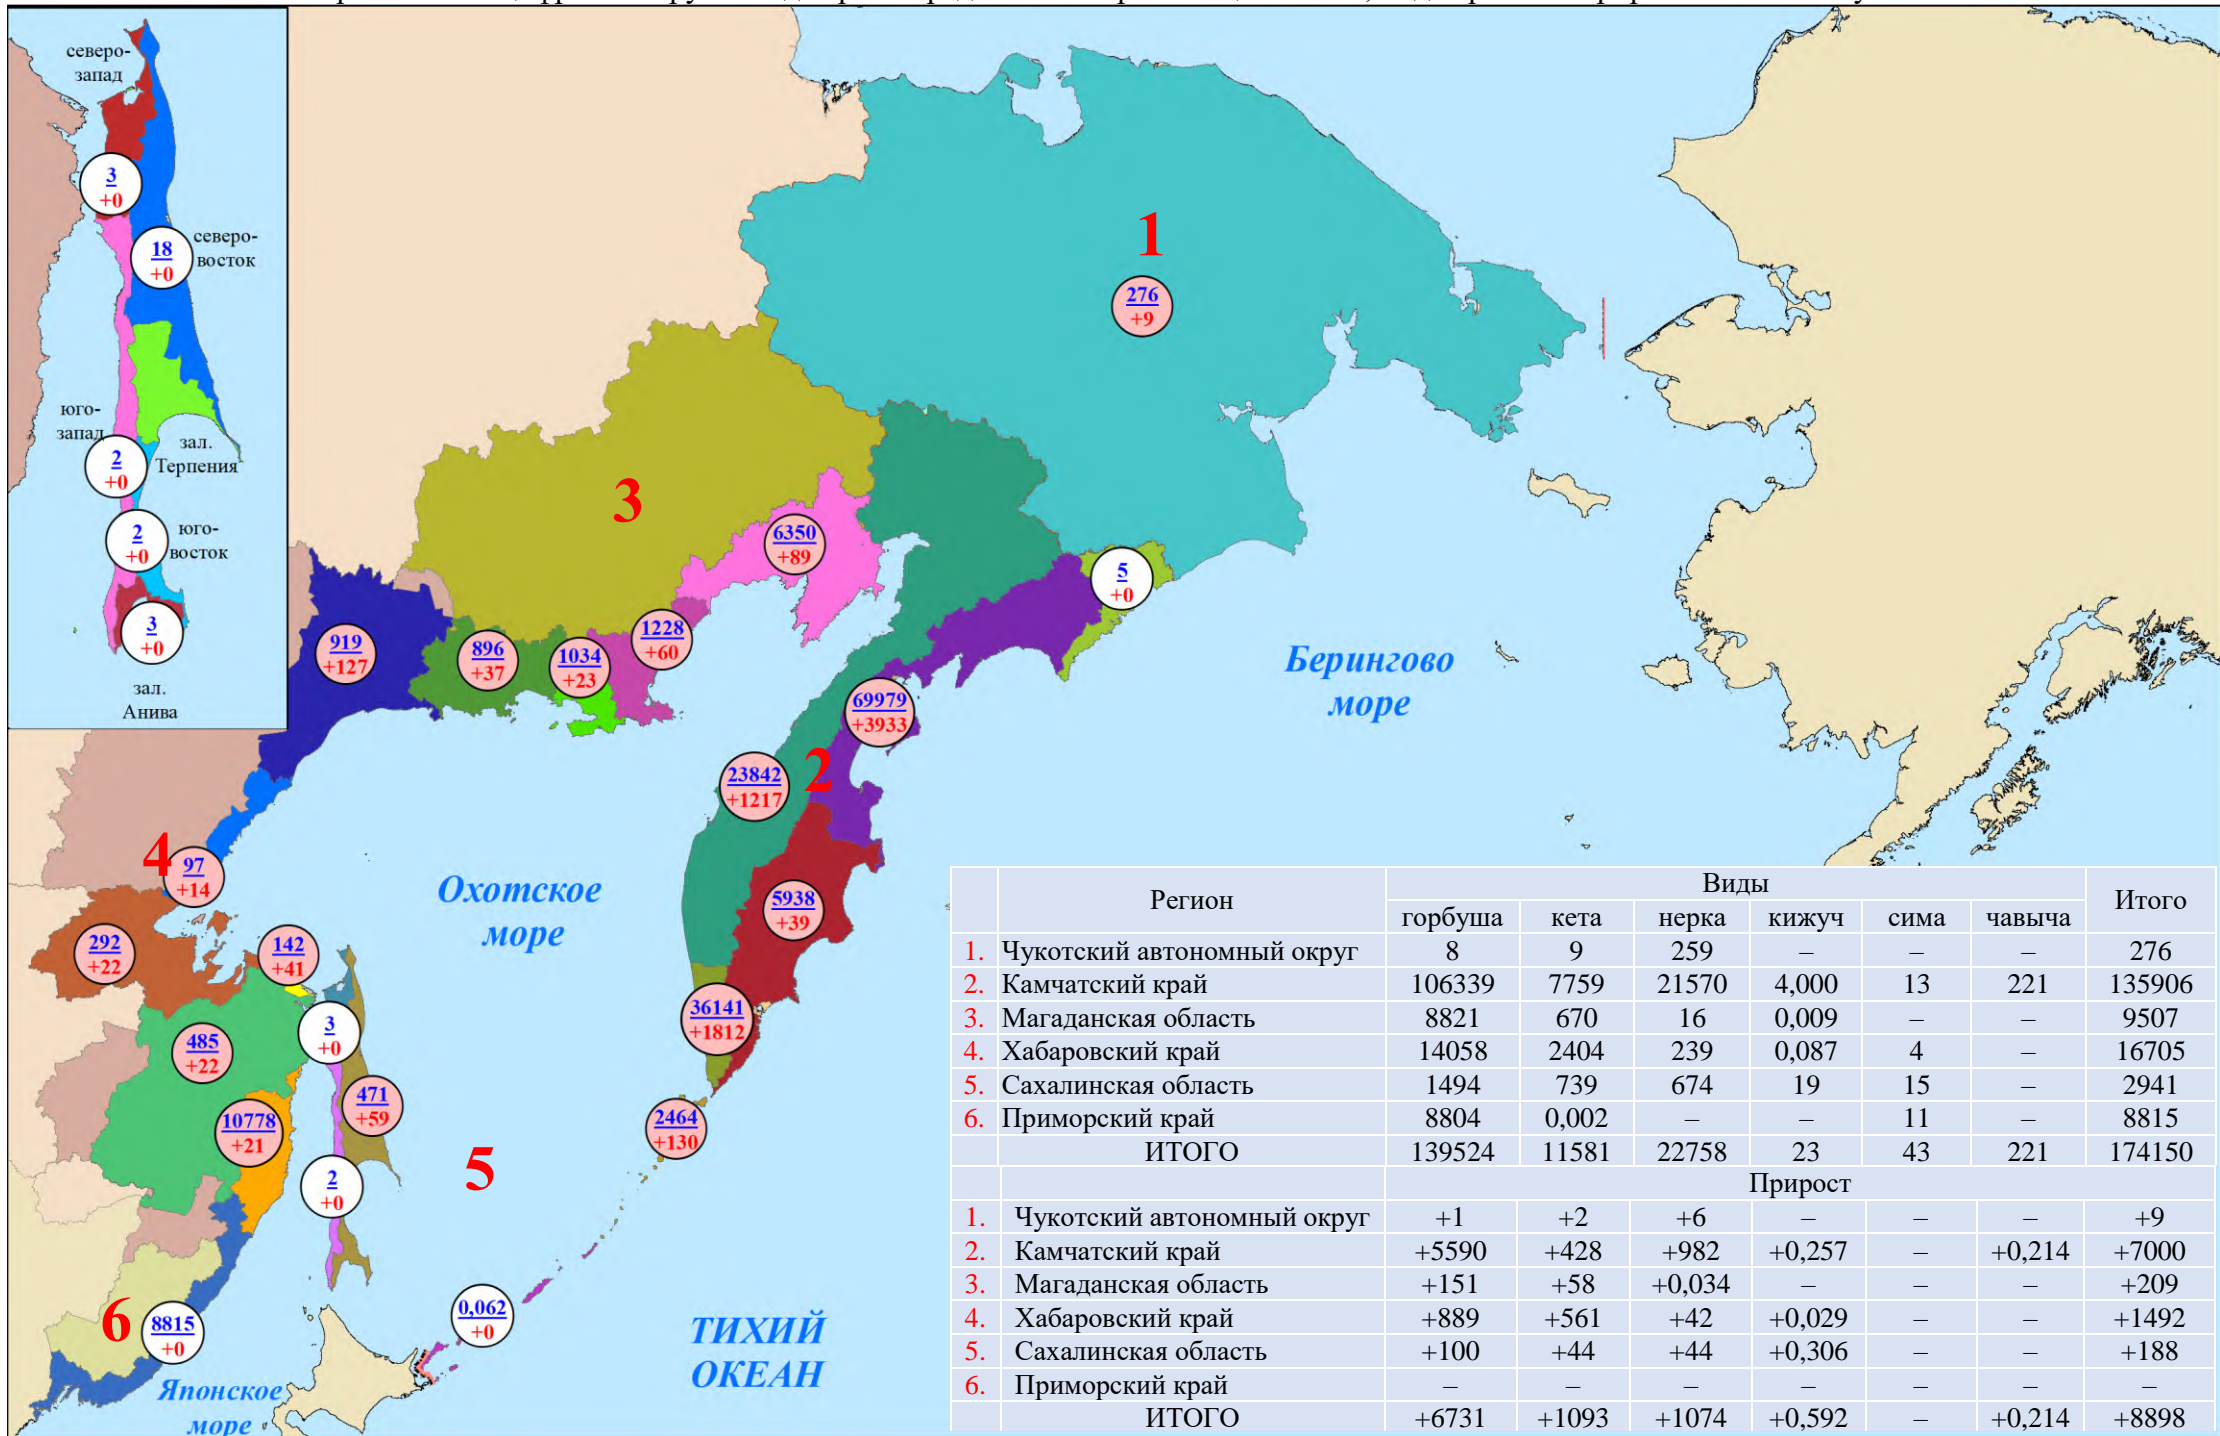 северо-
запад
3
+0
северо-
восток
18
+0
юго-
запад
зал.
Терпения
2
+0
юго-
восток
2
+0
3
+0
зал.
Анива
1
276
+9
3
6350
+89
5
+0
919
+127
896
+37
1034
+23
1228
+60
Берингово
море
69979
+3933
2
23842
+1217
4
97
+14
Охотское
море
5938
+39
292
+22
142
+41
36141
+1812
3
+0
485
+22
471
+59
10778
+21
2464
+130
5
2
+0
6
8815
+0
0,062
+0
ТИХИЙ
ОКЕАН
Японское
море
Регион Виды Итого
горбуша кета нерка кижуч сима чавыча
1. Чукотский автономный округ 8 9 259 – – – 276
2. Камчатский край 106339 7759 21570 4,000 13 221 135906
3. Магаданская область 8821 670 16 0,009 – – 9507
4. Хабаровский край 14058 2404 239 0,087 4 – 16705
5. Сахалинская область 1494 739 674 19 15 – 2941
6. Приморский край 8804 0,002 – – 11 – 8815
ИТОГО 139524 11581 22758 23 43 221 174150
Прирост
1. Чукотский автономный округ +1 +2 +6 – – – +9
2. Камчатский край +5590 +428 +982 +0,257 – +0,214 +7000
3. Магаданская область +151 +58 +0,034 – – – +209
4. Хабаровский край +889 +561 +42 +0,029 – – +1492
5. Сахалинская область +100 +44 +44 +0,306 – – +188
6. Приморский край – – – – – – –
ИТОГО +6731 +1093 +1074 +0,592 – +0,214 +8898